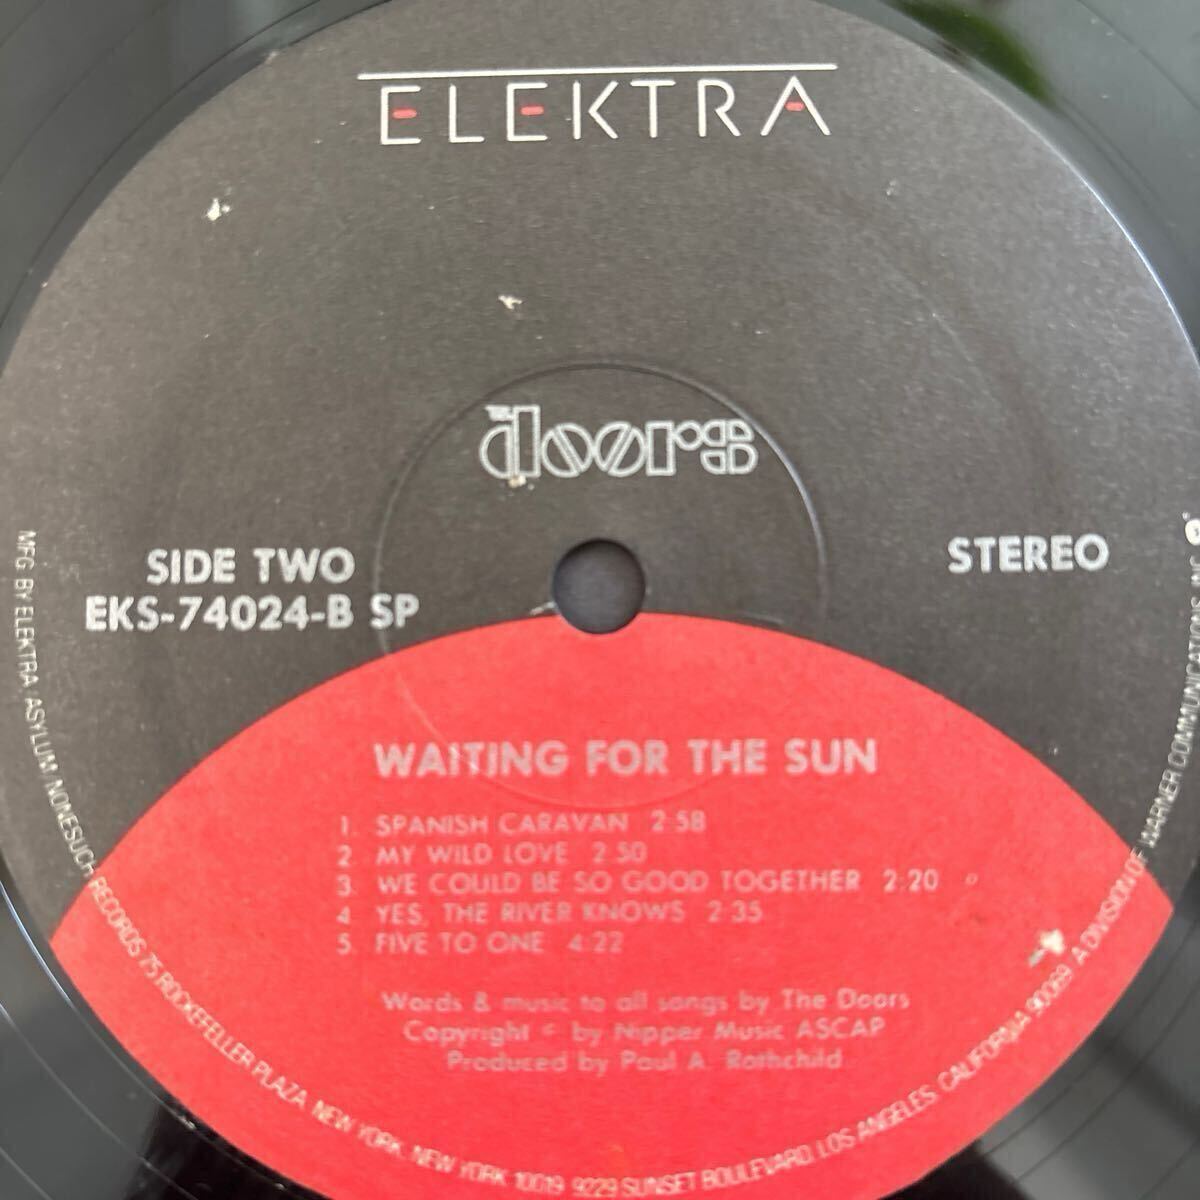 ELEKTRA
THE doors
SIDE TWO
EKS-74024-B SP
STEREO
WAITING FOR THE SUN
1. SPANISH CARAVAN 2:58
2. MY WILD LOVE 2:50
3. WE COULD BE SO GOOD TOGETHER 2:20
4. YES, THE RIVER KNOWS 2:35
5. FIVE TO ONE 4:22
Words & music to all songs by The Doors
Copyright © by Nipper Music ASCAP
Produced by Paul A. Rothchild
MFG. BY ELEKTRA/ASYLUM/NONESUCH RECORDS 75 ROCKEFELLER PLAZA, NEW YORK, NEW YORK 10019 9229 SUNSET BOULEVARD, LOS ANGELES, CALIFORNIA 90069 A DIVISION OF WARNER COMMUNICATIONS, INC.